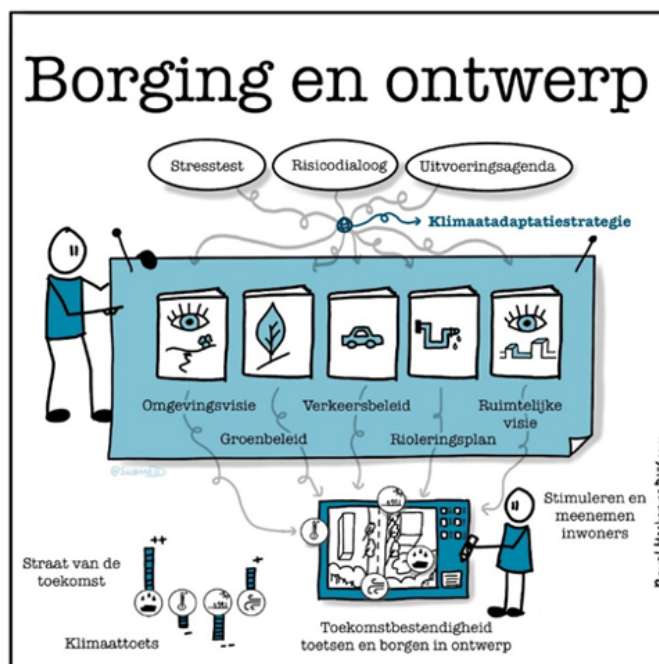 Borging en ontwerp
Stresstest
Risicodialoog
Uitvoeringsagenda
Klimaatadaptatiestrategie
Omgevingsvisie
Verkeersbeleid
Ruimtelijke
visie
Groenbeleid
Rioleringsplan
Stimuleren en
meenemen
inwoners
++
+
Straat van de
toekomst
-
--
Klimaattoets
Toekomstbestendigheid
toetsen en borgen in ontwerp